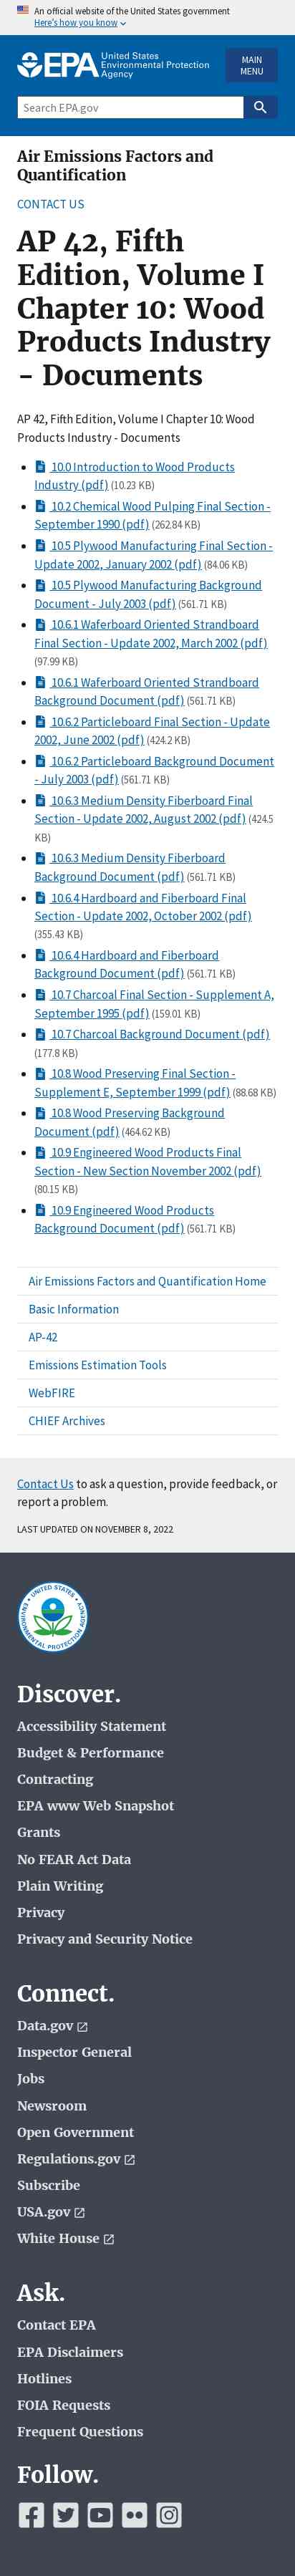 An official website of the United States government
Here's how you know
EPA United States
Environmental Protection
Agency
MAIN
MENU
Search EPA.gov
Air Emissions Factors and
Quantification
CONTACT US
AP 42, Fifth
Edition, Volume I
Chapter 10: Wood
Products Industry
- Documents
AP 42, Fifth Edition, Volume I Chapter 10: Wood
Products Industry - Documents
10.0 Introduction to Wood Products
Industry (pdf) (10.23 KB)
10.2 Chemical Wood Pulping Final Section -
September 1990 (pdf) (262.84 KB)
10.5 Plywood Manufacturing Final Section -
Update 2002, January 2002 (pdf) (84.06 KB)
10.5 Plywood Manufacturing Background
Document - July 2003 (pdf) (561.71 KB)
10.6.1 Waferboard Oriented Strandboard
Final Section - Update 2002, March 2002 (pdf)
(97.99 KB)
10.6.1 Waferboard Oriented Strandboard
Background Document (pdf) (561.71 KB)
10.6.2 Particleboard Final Section - Update
2002, June 2002 (pdf) (424.2 KB)
10.6.2 Particleboard Background Document
- July 2003 (pdf) (561.71 KB)
10.6.3 Medium Density Fiberboard Final
Section - Update 2002, August 2002 (pdf) (424.5
KB)
10.6.3 Medium Density Fiberboard
Background Document (pdf) (561.71 KB)
10.6.4 Hardboard and Fiberboard Final
Section - Update 2002, October 2002 (pdf)
(355.43 KB)
10.6.4 Hardboard and Fiberboard
Background Document (pdf) (561.71 KB)
10.7 Charcoal Final Section - Supplement A,
September 1995 (pdf) (159.01 KB)
10.7 Charcoal Background Document (pdf)
(177.8 KB)
10.8 Wood Preserving Final Section -
Supplement E, September 1999 (pdf) (88.68 KB)
10.8 Wood Preserving Background
Document (pdf) (464.62 KB)
10.9 Engineered Wood Products Final
Section - New Section November 2002 (pdf)
(80.15 KB)
10.9 Engineered Wood Products
Background Document (pdf) (561.71 KB)
Air Emissions Factors and Quantification Home
Basic Information
AP-42
Emissions Estimation Tools
WebFIRE
CHIEF Archives
Contact Us to ask a question, provide feedback, or
report a problem.
LAST UPDATED ON NOVEMBER 8, 2022
UNITED STATES
ENVIRONMENTAL PROTECTION AGENCY
Discover.
Accessibility Statement
Budget & Performance
Contracting
EPA www Web Snapshot
Grants
No FEAR Act Data
Plain Writing
Privacy
Privacy and Security Notice
Connect.
Data.gov
Inspector General
Jobs
Newsroom
Open Government
Regulations.gov
Subscribe
USA.gov
White House
Ask.
Contact EPA
EPA Disclaimers
Hotlines
FOIA Requests
Frequent Questions
Follow.